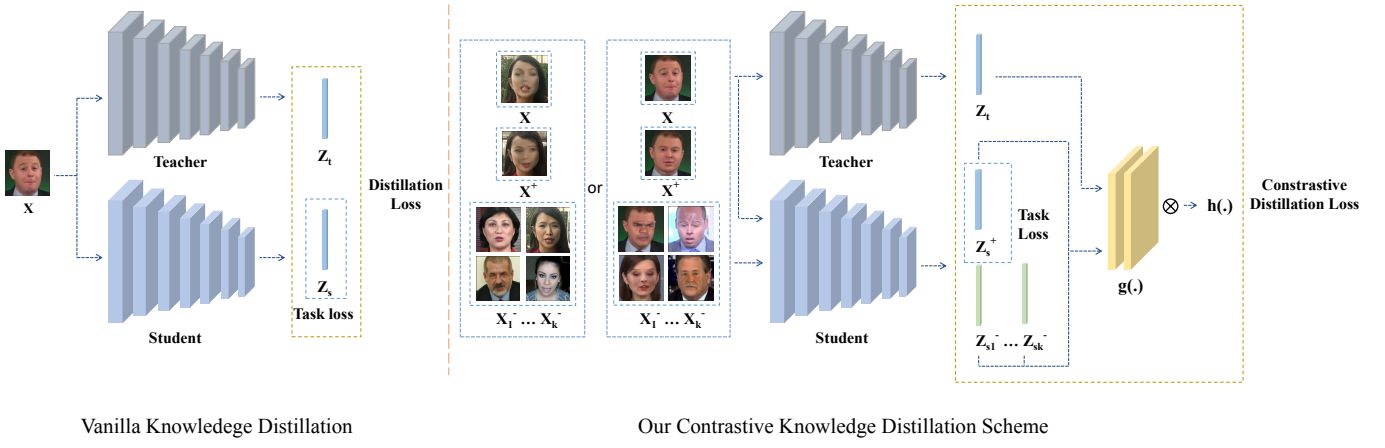 X
Teacher
Student
Zt
Zs
Task loss
Distillation
Loss
Vanilla Knowledege Distillation
X
X+
X1- ... Xk-
or
X
X+
X1- ... Xk-
Teacher
Student
Zt
Zs+
Task
Loss
Zs1- ... Zsk-
g(.)
⊗
h(.)
Constrastive
Distillation Loss
Our Contrastive Knowledge Distillation Scheme